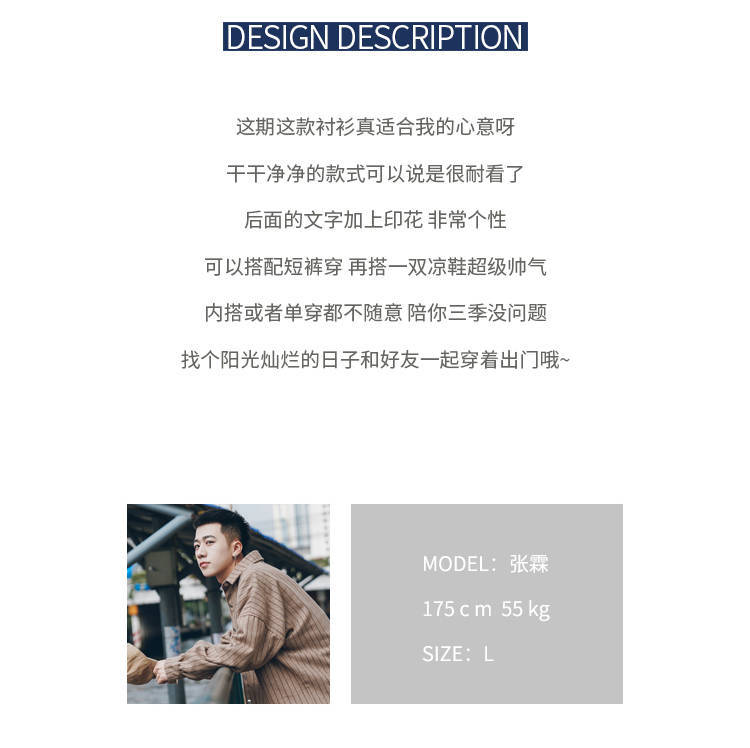 DESIGN DESCRIPTION
这期这款衬衫真适合我的心意呀
干干净净的款式可以说是很耐看了
后面的文字加上印花 非常个性
可以搭配短裤穿 再搭一双凉鞋超级帅气
内搭或者单穿都不随意 陪你三季没问题
找个阳光灿烂的日子和好友一起穿着出门哦~
MODEL：张霖
175 c m  55 kg
SIZE：L